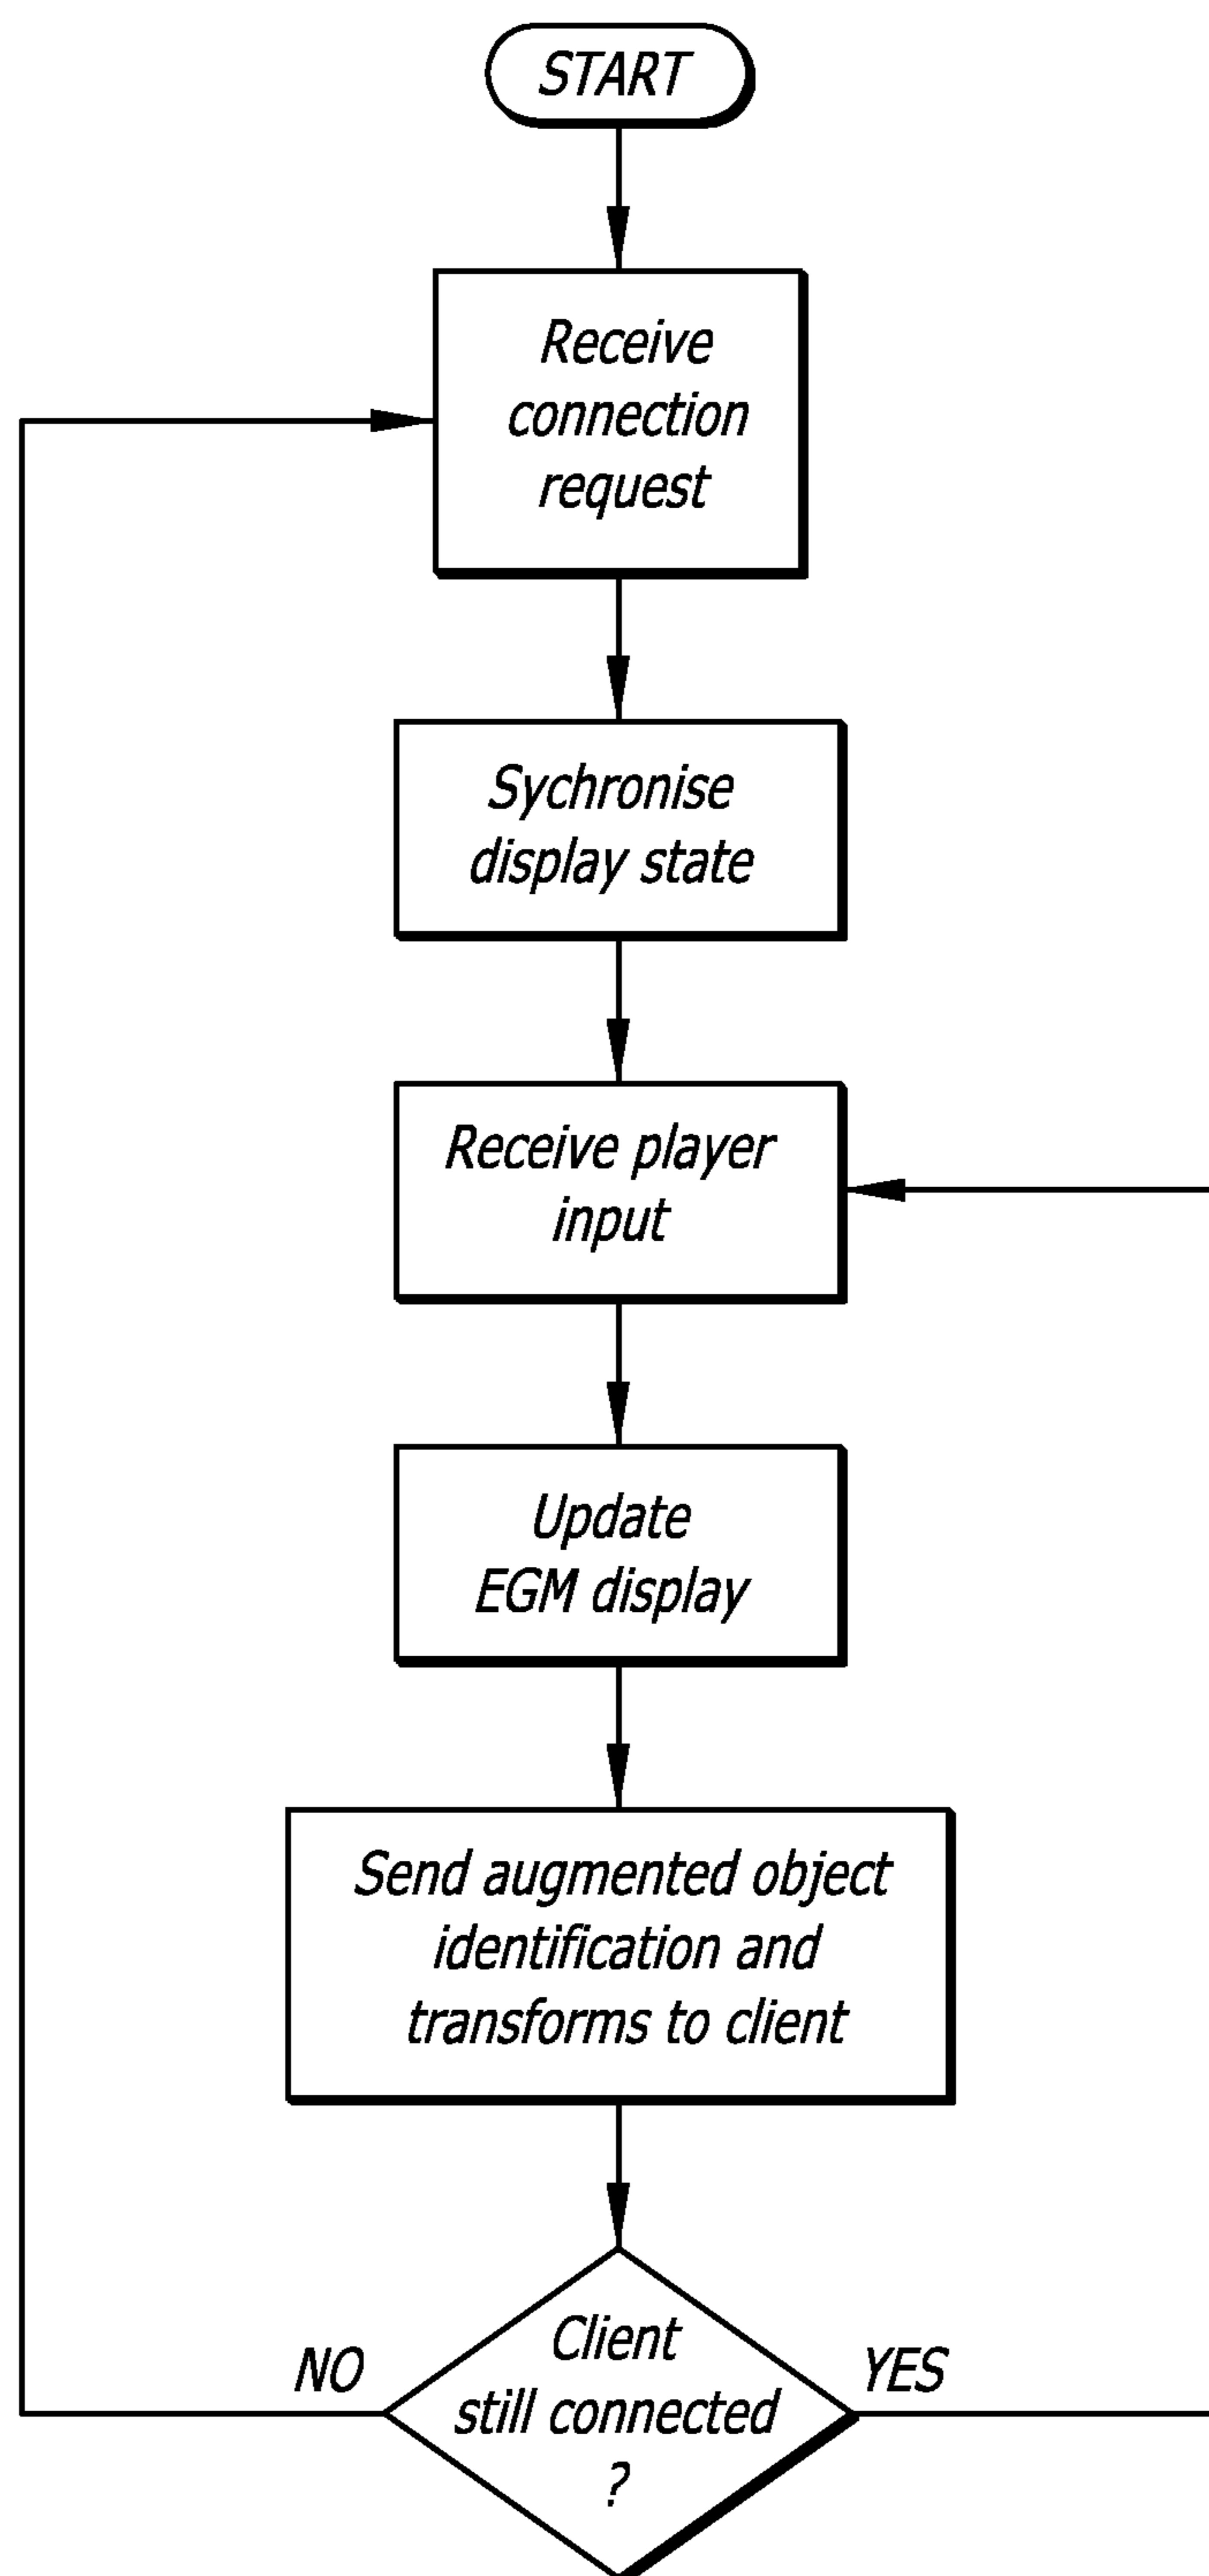 START
Receive
connection
request
Sychronise
display state
Receive player
input
Update
EGM display
Send augmented object
identification and
transforms to client
Client
still connected
?
NO
YES